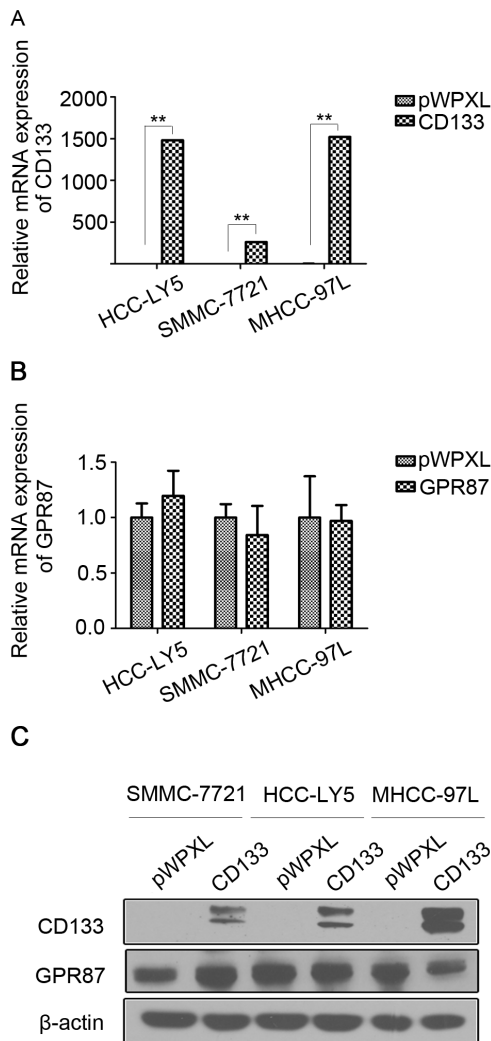 A
Relative mRNA expression
of CD133
2000
1500
1000
500
**
**
**
pWPXL
CD133
HCC-LY5
SMMC-7721
MHCC-97L
B
Relative mRNA expression
of GPR87
1.5
1.0
0.5
0.0
pWPXL
GPR87
HCC-LY5
SMMC-7721
MHCC-97L
C
SMMC-7721 HCC-LY5 MHCC-97L
pWPXL CD133 pWPXL CD133 pWPXL CD133
CD133
GPR87
β-actin